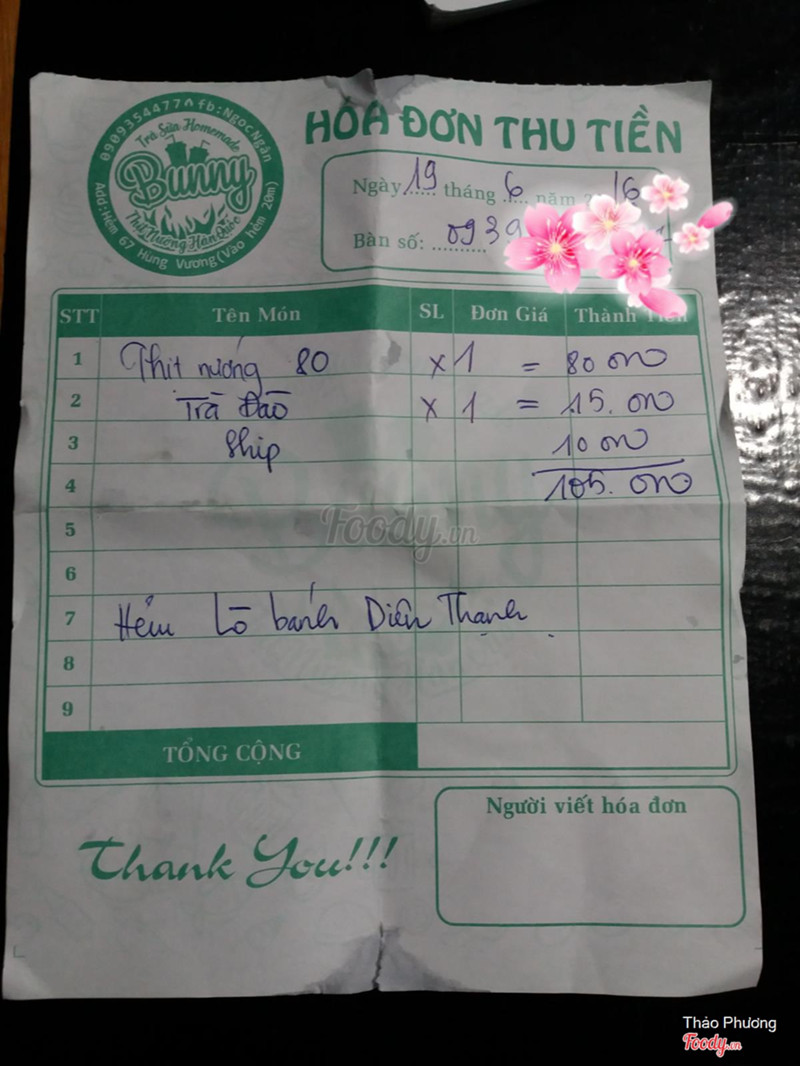 0909354477 ^ fb:NgọcNgân
Trà Sữa Homemade
Bunny
Thịt Nướng Hàn Quốc
Add:Hẻm 67 Hùng Vương(Vào hẻm 20m)
HÓA ĐƠN THU TIỀN
Ngày 19 tháng 6 năm 16
Bàn số: 0939
STT Tên Món SL Đơn Giá Thành Tiền
1 Thịt nướng 80 x 1 = 80 000
2 Trà Đào x 1 = 15.000
3 Ship 10 000
4 105.000
5
6
7 Hẻm Lò bánh Diên Thạnh
8
9
TỔNG CỘNG
Người viết hóa đơn
Thank You!!!
Foody.vn
Thảo Phương
Foody.vn